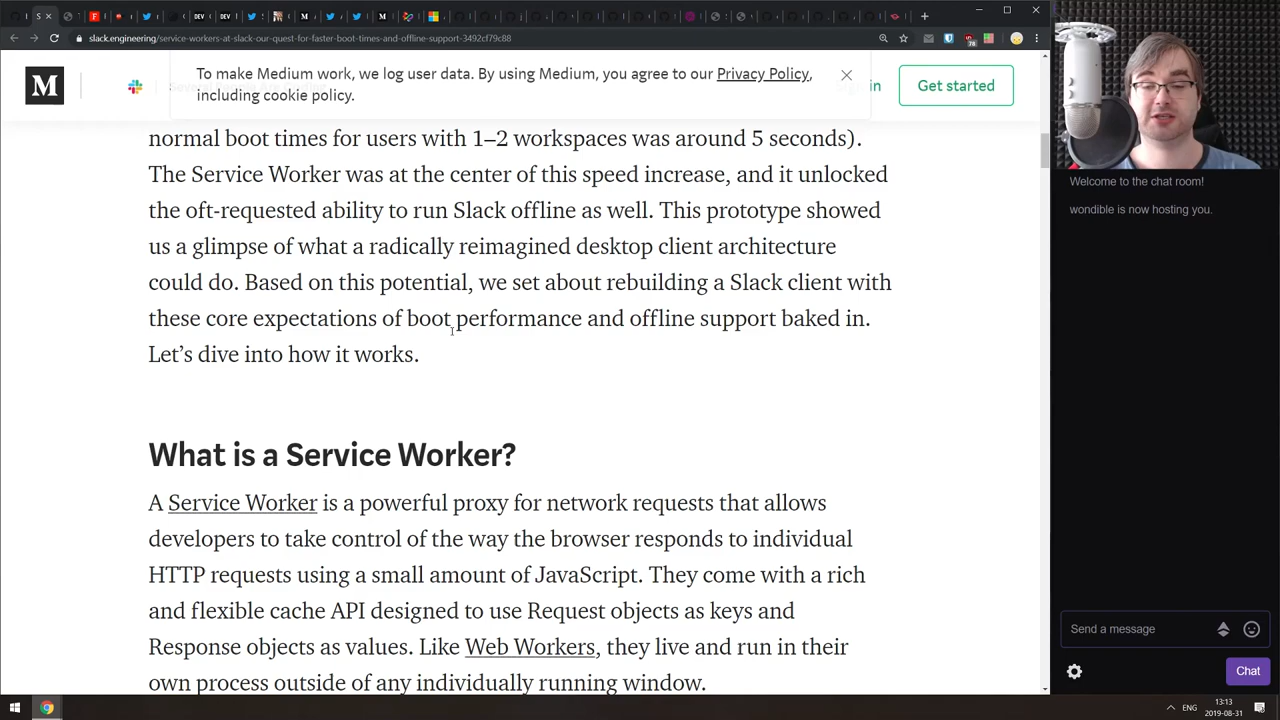 slack.engineering/service-workers-at-slack-our-quest-for-faster-boot-times-and-offline-support-3492cf79c88
To make Medium work, we log user data. By using Medium, you agree to our Privacy Policy,
including cookie policy.
in
Get started
normal boot times for users with 1–2 workspaces was around 5 seconds).
The Service Worker was at the center of this speed increase, and it unlocked
the oft-requested ability to run Slack offline as well. This prototype showed
us a glimpse of what a radically reimagined desktop client architecture
could do. Based on this potential, we set about rebuilding a Slack client with
these core expectations of boot performance and offline support baked in.
Let’s dive into how it works.
What is a Service Worker?
A Service Worker is a powerful proxy for network requests that allows
developers to take control of the way the browser responds to individual
HTTP requests using a small amount of JavaScript. They come with a rich
and flexible cache API designed to use Request objects as keys and
Response objects as values. Like Web Workers, they live and run in their
own process outside of any individually running window.
Welcome to the chat room!
wondible is now hosting you.
Send a message
Chat
ENG
13:13
2019-08-31